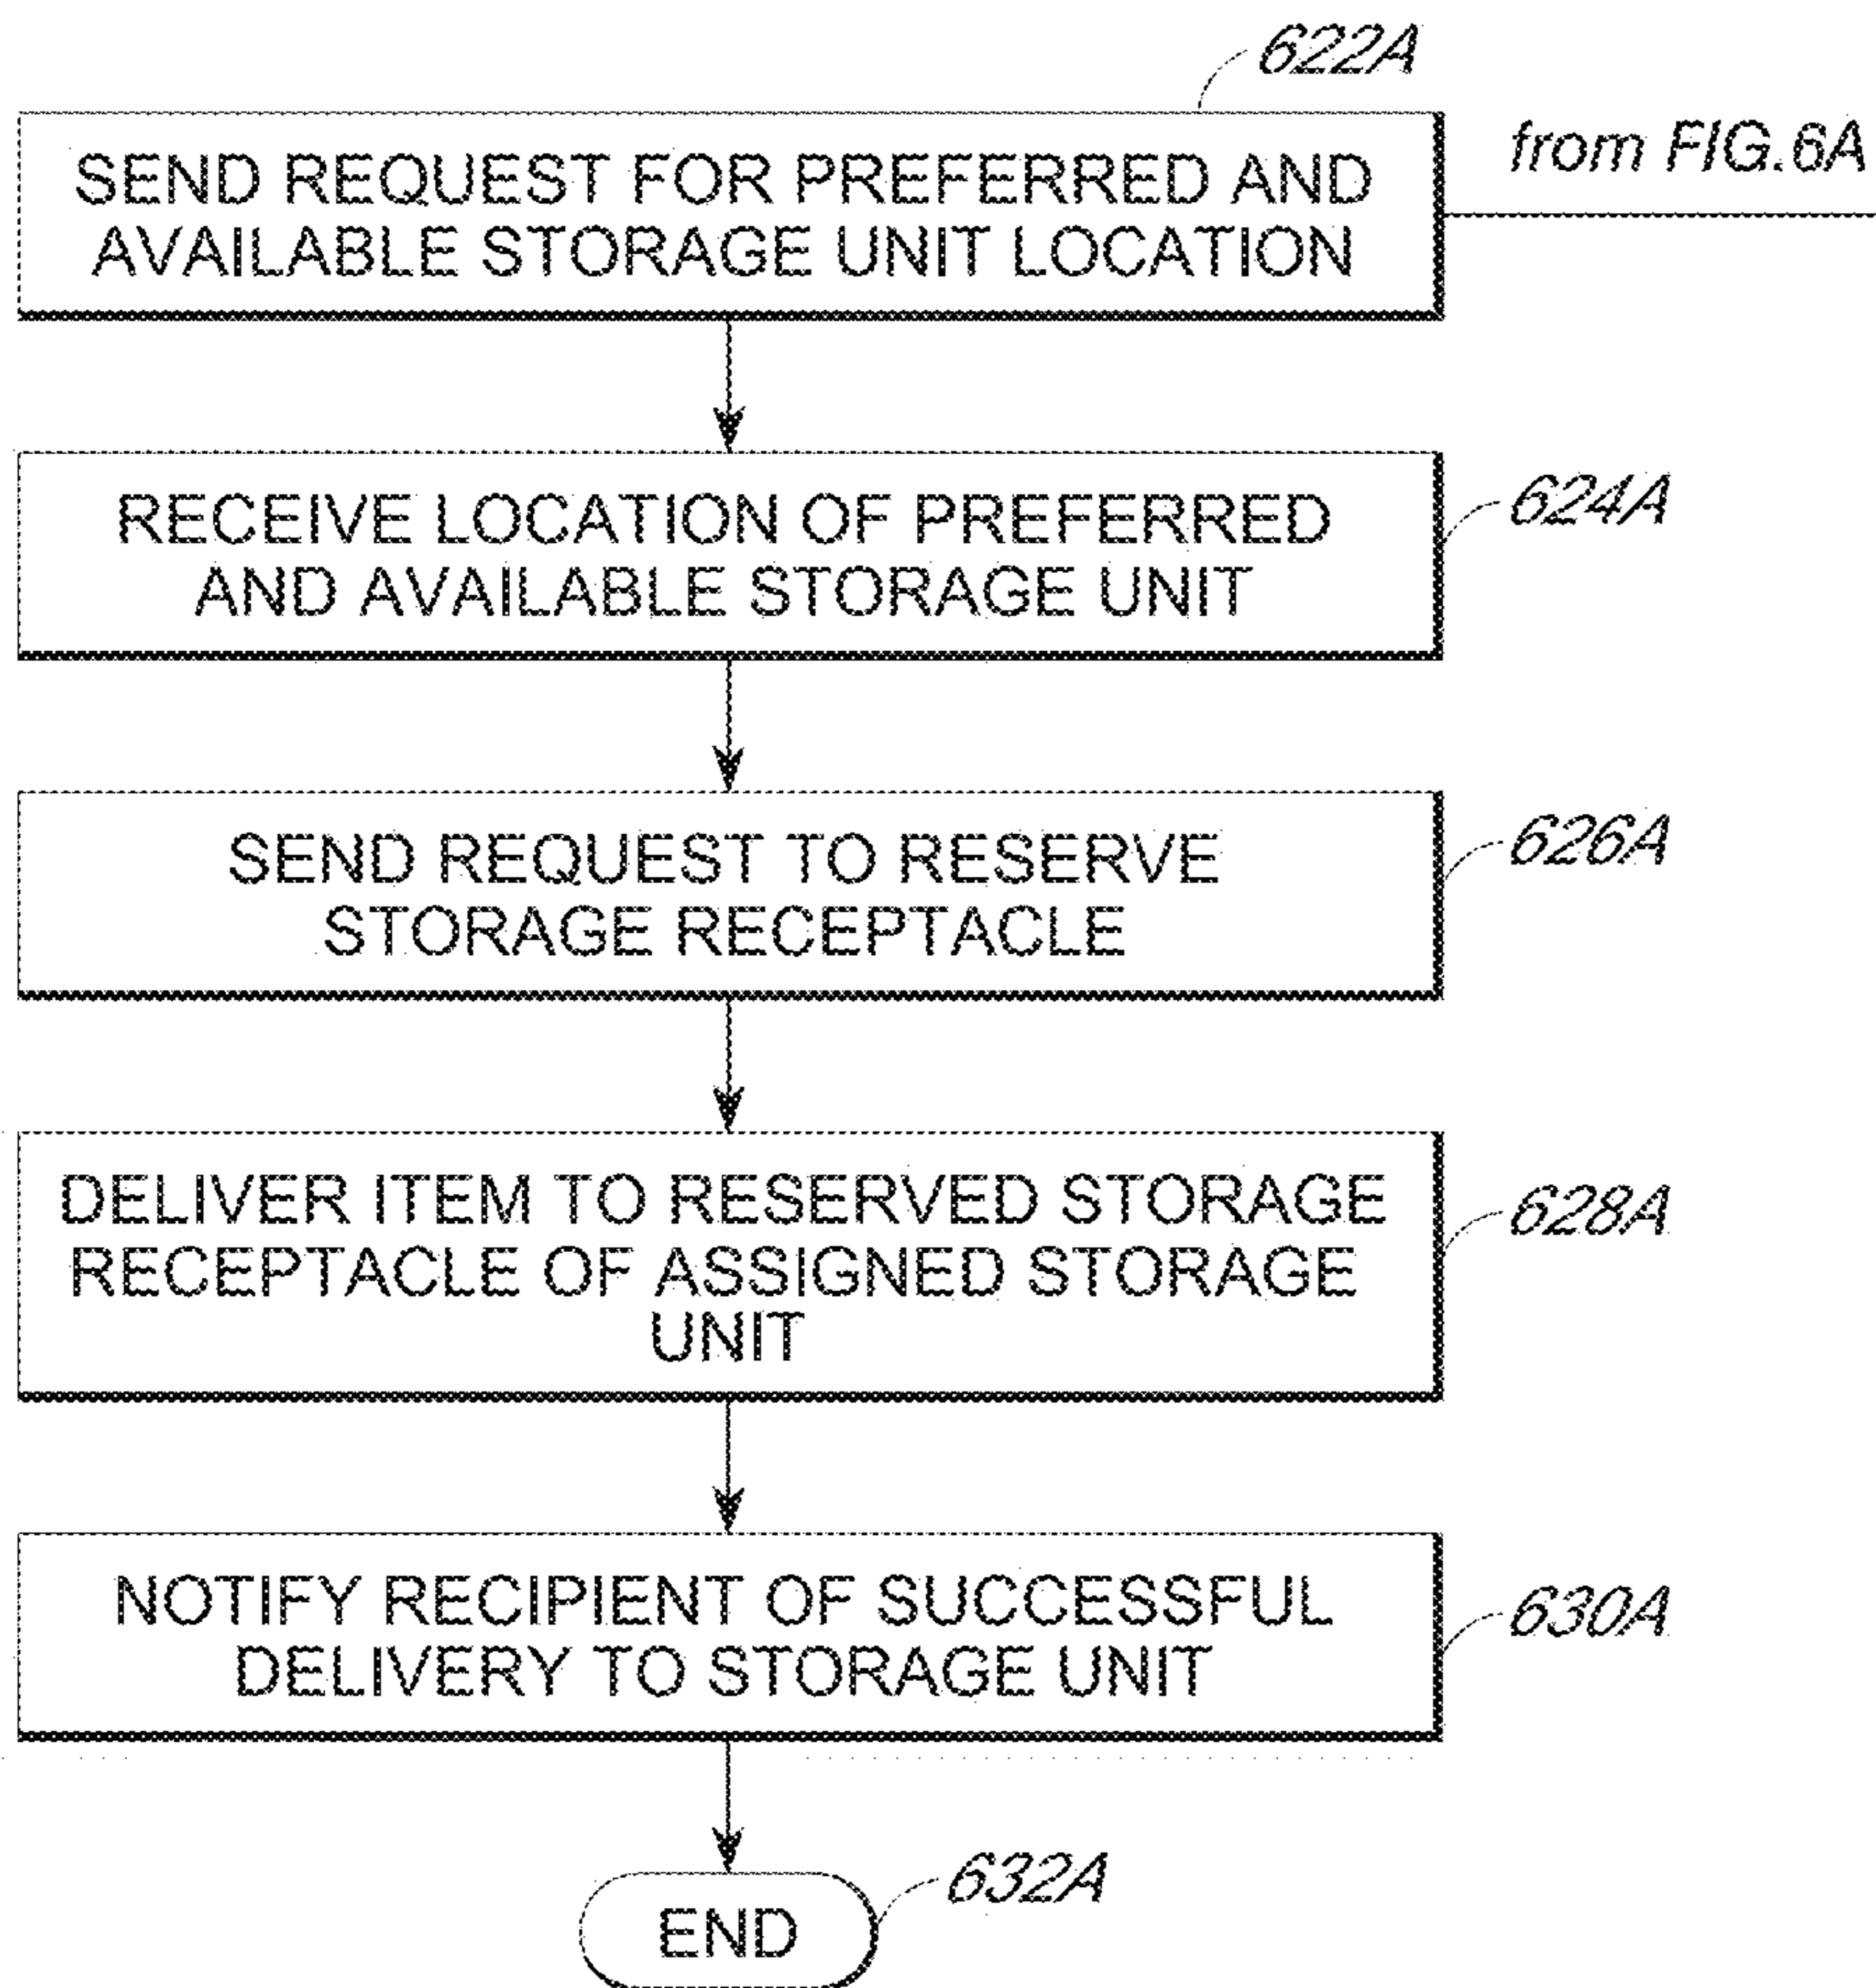 622A
from FIG.6A
SEND REQUEST FOR PREFERRED AND
AVAILABLE STORAGE UNIT LOCATION
RECEIVE LOCATION OF PREFERRED
AND AVAILABLE STORAGE UNIT
624A
SEND REQUEST TO RESERVE
STORAGE RECEPTACLE
626A
DELIVER ITEM TO RESERVED STORAGE
RECEPTACLE OF ASSIGNED STORAGE
UNIT
628A
NOTIFY RECIPIENT OF SUCCESSFUL
DELIVERY TO STORAGE UNIT
630A
END
632A